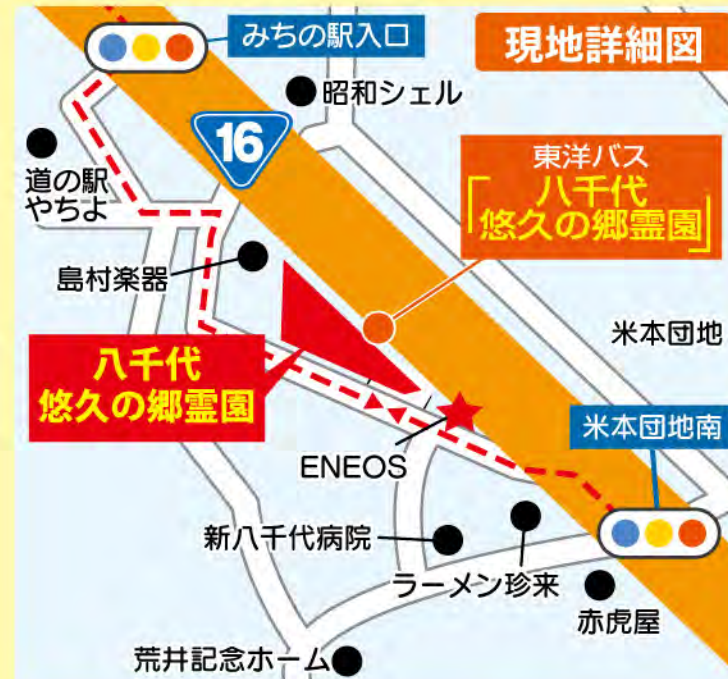 みちの駅入口
現地詳細図
昭和シェル
16
東洋バス
「八千代
悠久の郷霊園」
道の駅
やちよ
島村楽器
米本団地
八千代
悠久の郷霊園
米本団地南
ENEOS
新八千代病院
ラーメン珍来
赤虎屋
荒井記念ホーム